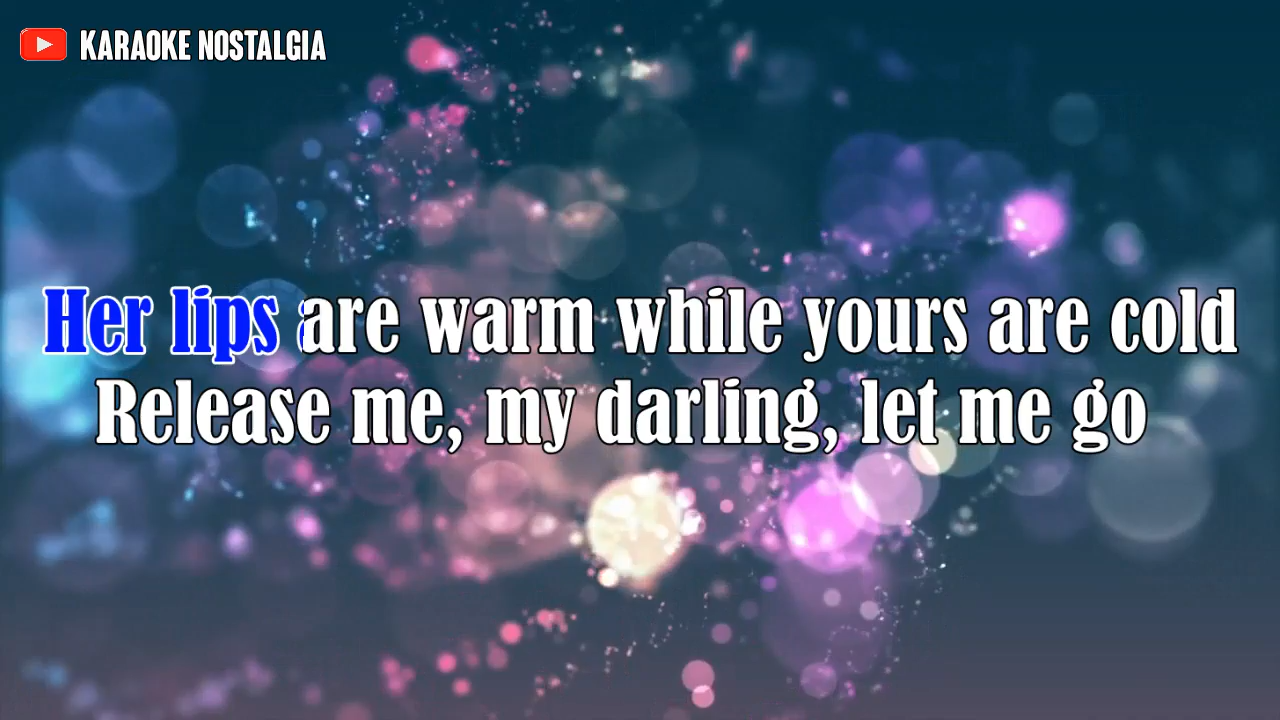 KARAOKE NOSTALGIA
Her lips are warm while yours are cold
Release me, my darling, let me go